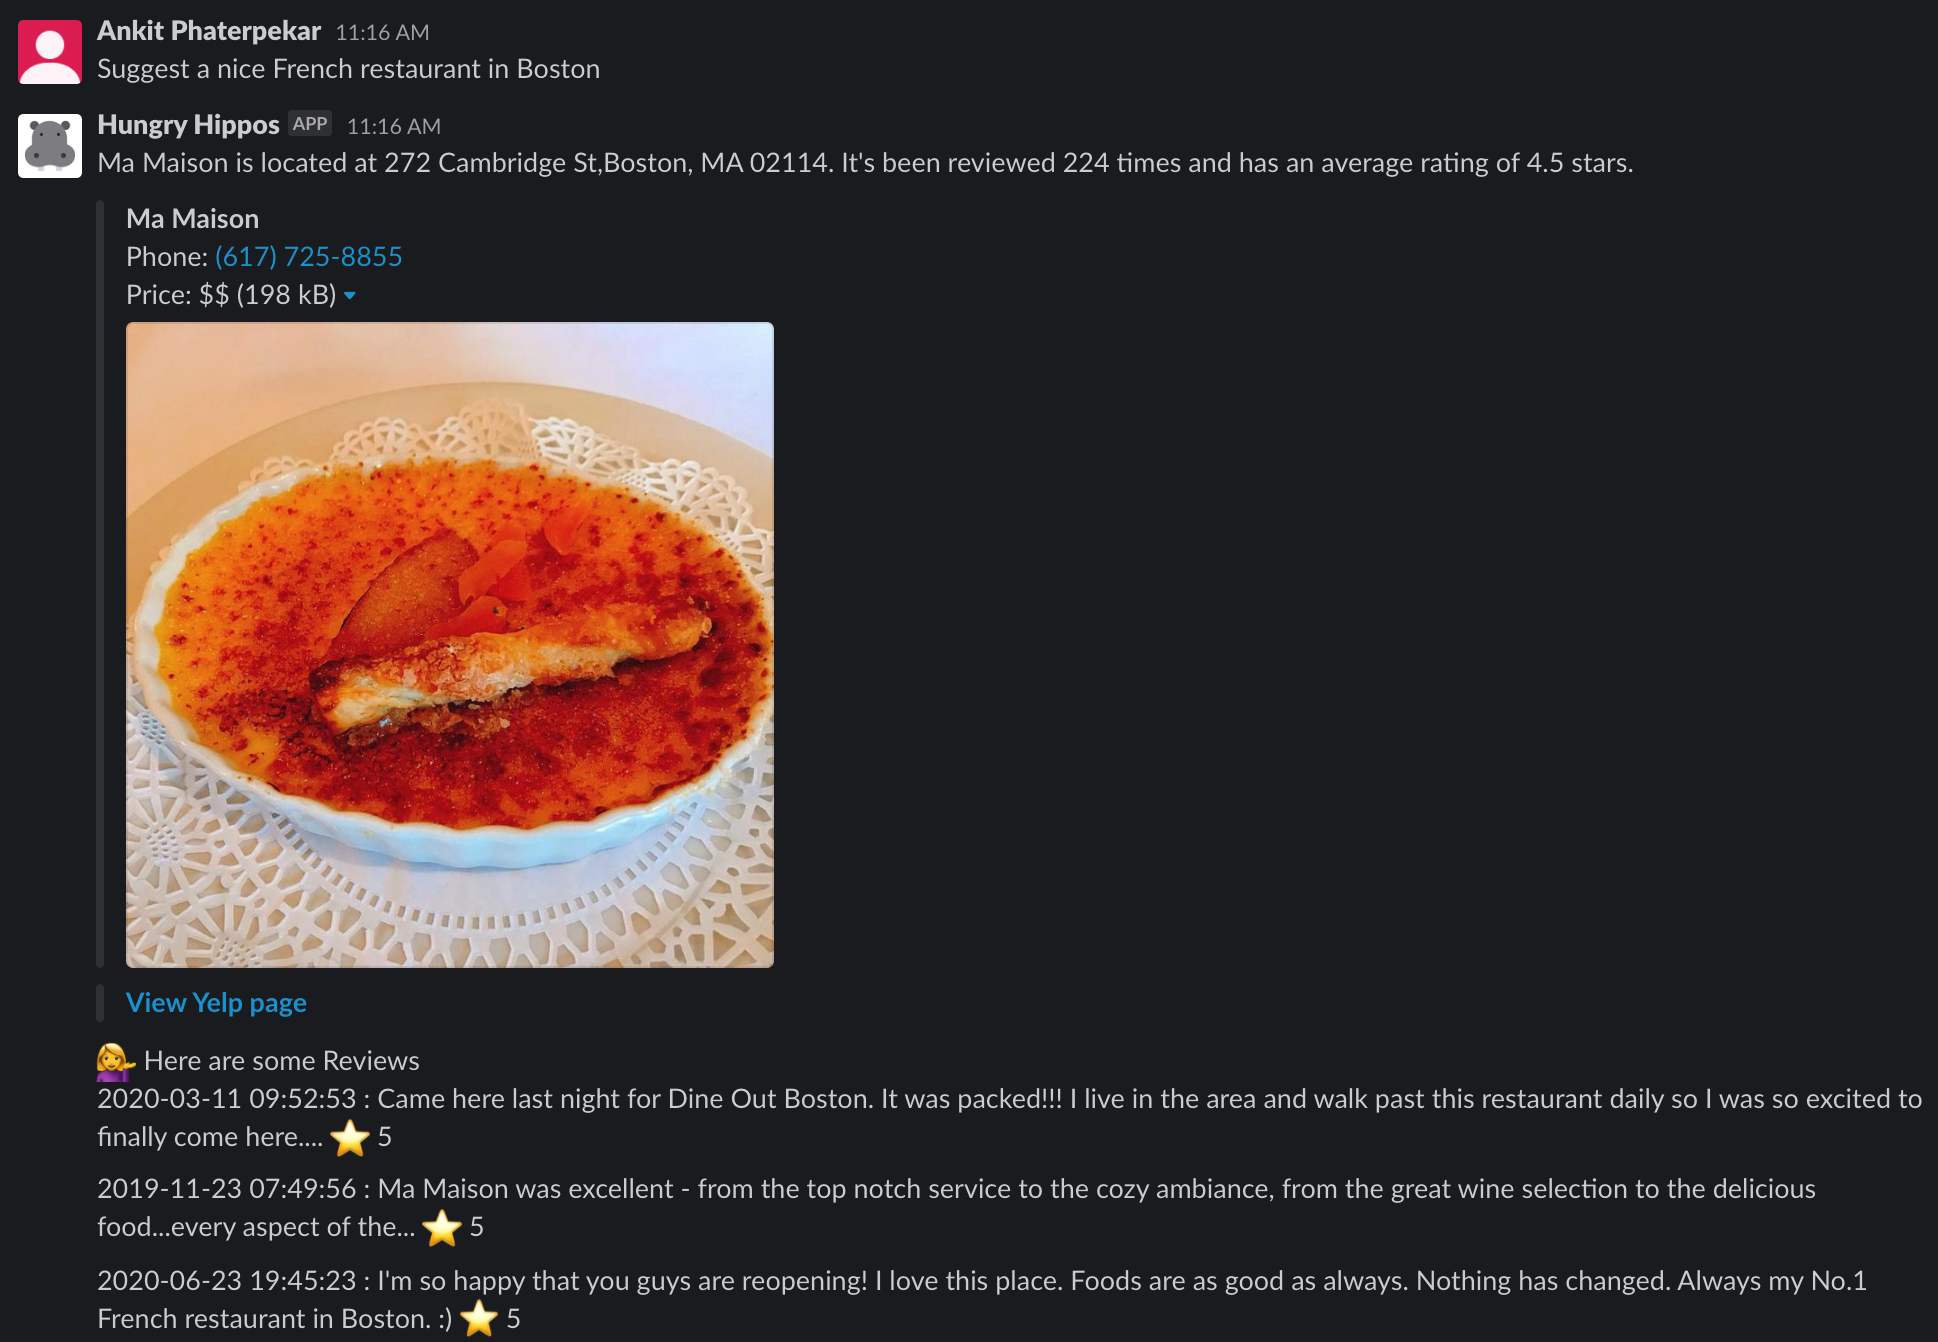 Ankit Phaterpekar 11:16 AM
Suggest a nice French restaurant in Boston
Hungry Hippos APP 11:16 AM
Ma Maison is located at 272 Cambridge St,Boston, MA 02114. It's been reviewed 224 times and has an average rating of 4.5 stars.
Ma Maison
Phone: (617) 725-8855
Price: $$ (198 kB)
View Yelp page
Here are some Reviews
2020-03-11 09:52:53 : Came here last night for Dine Out Boston. It was packed!!! I live in the area and walk past this restaurant daily so I was so excited to
finally come here.... ⭐ 5
2019-11-23 07:49:56 : Ma Maison was excellent - from the top notch service to the cozy ambiance, from the great wine selection to the delicious
food...every aspect of the... ⭐ 5
2020-06-23 19:45:23 : I'm so happy that you guys are reopening! I love this place. Foods are as good as always. Nothing has changed. Always my No.1
French restaurant in Boston. :) ⭐ 5